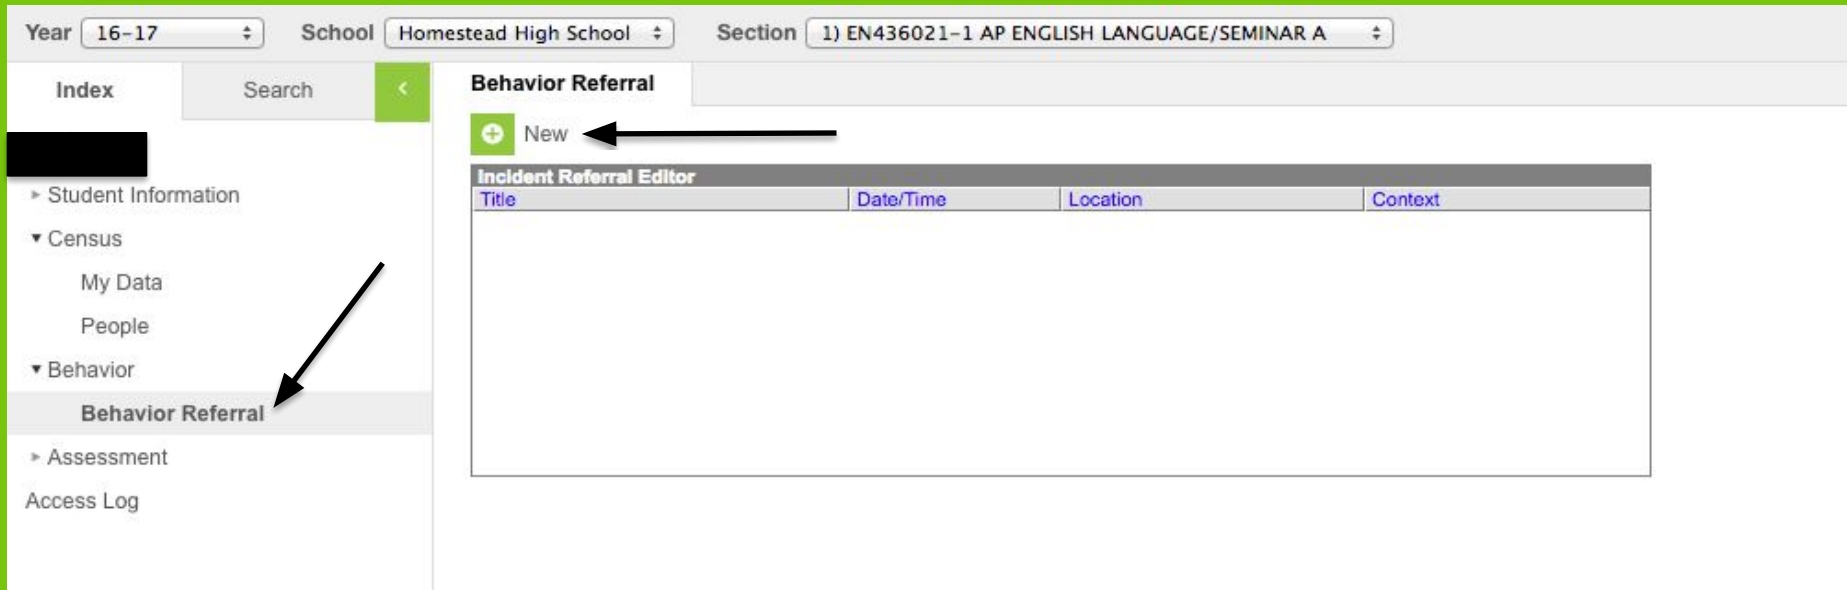 Year 16-17 School Homestead High School Section 1) EN436021-1 AP ENGLISH LANGUAGE/SEMINAR A
Index Search
Behavior Referral
New
Incident Referral Editor
Title Date/Time Location Context
Student Information
Census
My Data
People
Behavior
Behavior Referral
Assessment
Access Log